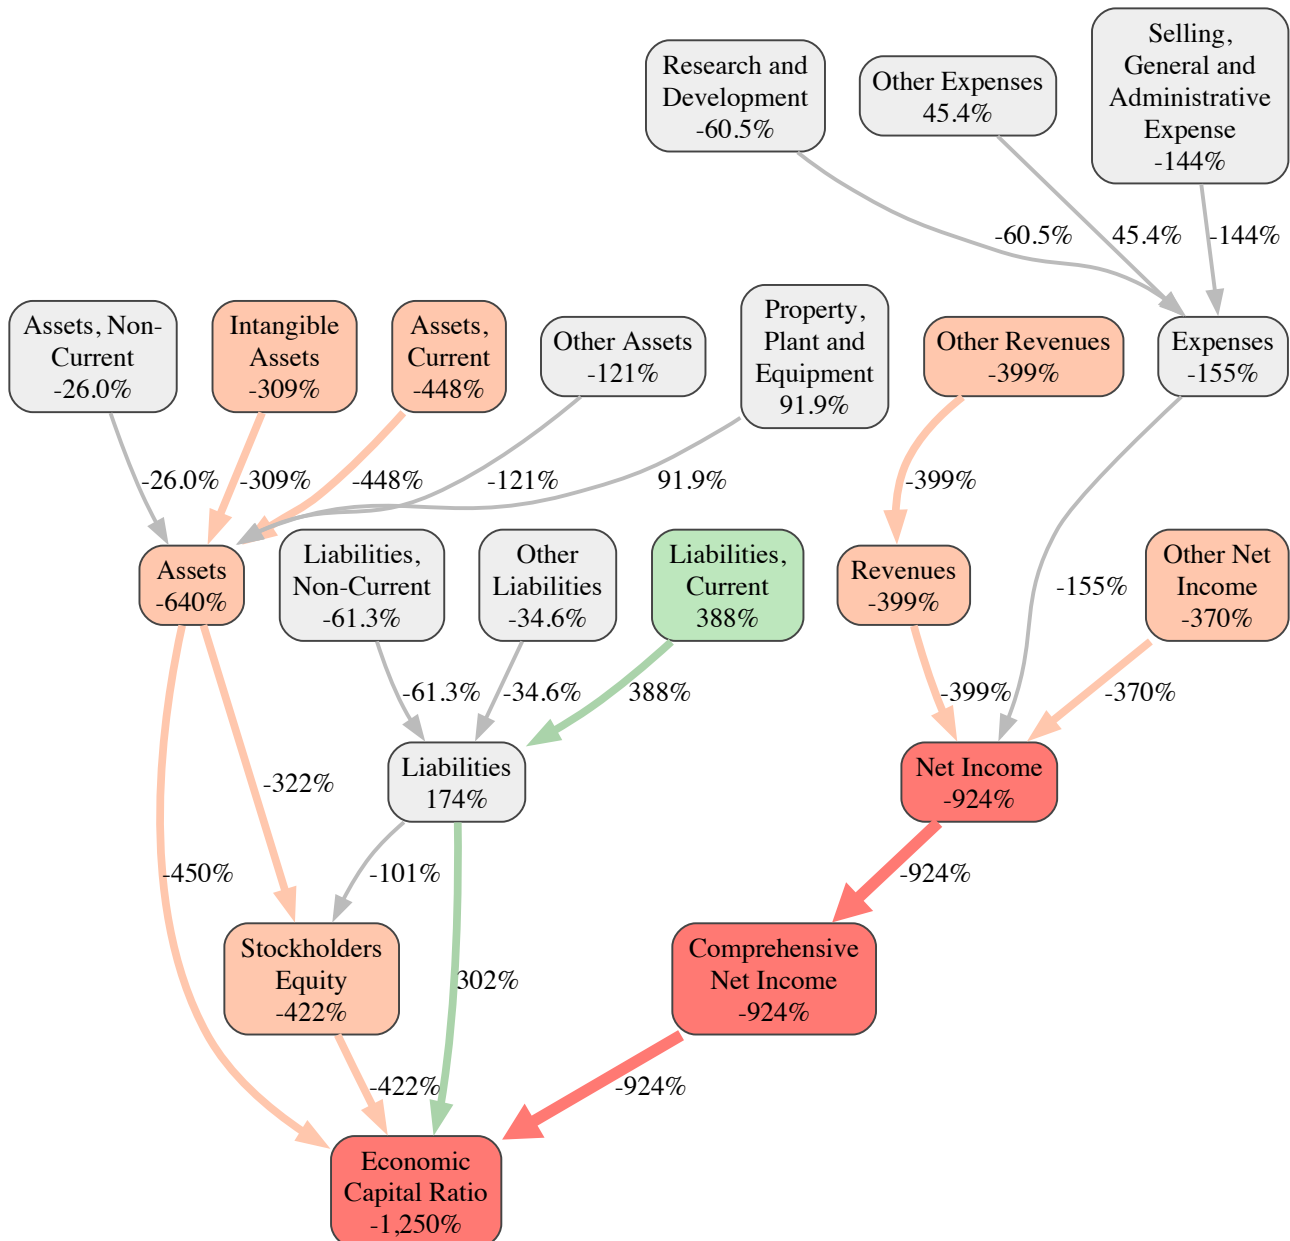 Research and
Development
-60.5%
Other Expenses
45.4%
Selling,
General and
Administrative
Expense
-144%
-60.5%
45.4%
-144%
Assets, Non-
Current
-26.0%
Intangible
Assets
-309%
Assets,
Current
-448%
Other Assets
-121%
Property,
Plant and
Equipment
91.9%
Other Revenues
-399%
Expenses
-155%
-26.0%
-309%
-448%
-121%
91.9%
-399%
-155%
Assets
-640%
Liabilities,
Non-Current
-61.3%
Other
Liabilities
-34.6%
Liabilities,
Current
388%
Revenues
-399%
Other Net
Income
-370%
-61.3%
-34.6%
388%
-399%
-370%
-322%
Liabilities
174%
Net Income
-924%
-450%
-101%
-924%
Stockholders
Equity
-422%
302%
Comprehensive
Net Income
-924%
-422%
-924%
Economic
Capital Ratio
-1,250%